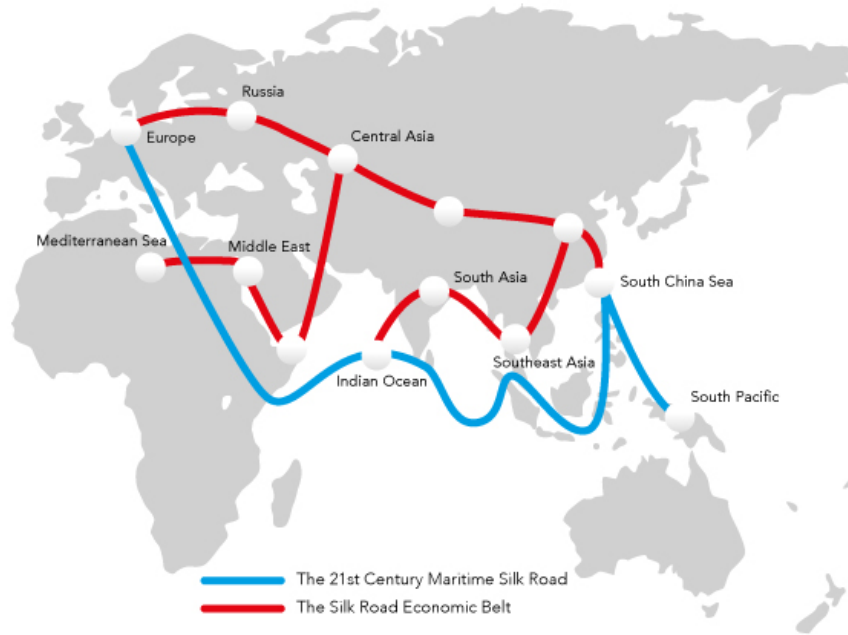 Russia
Europe
Central Asia
Mediterranean Sea
Middle East
South Asia
South China Sea
Southeast Asia
Indian Ocean
South Pacific
The 21st Century Maritime Silk Road
The Silk Road Economic Belt